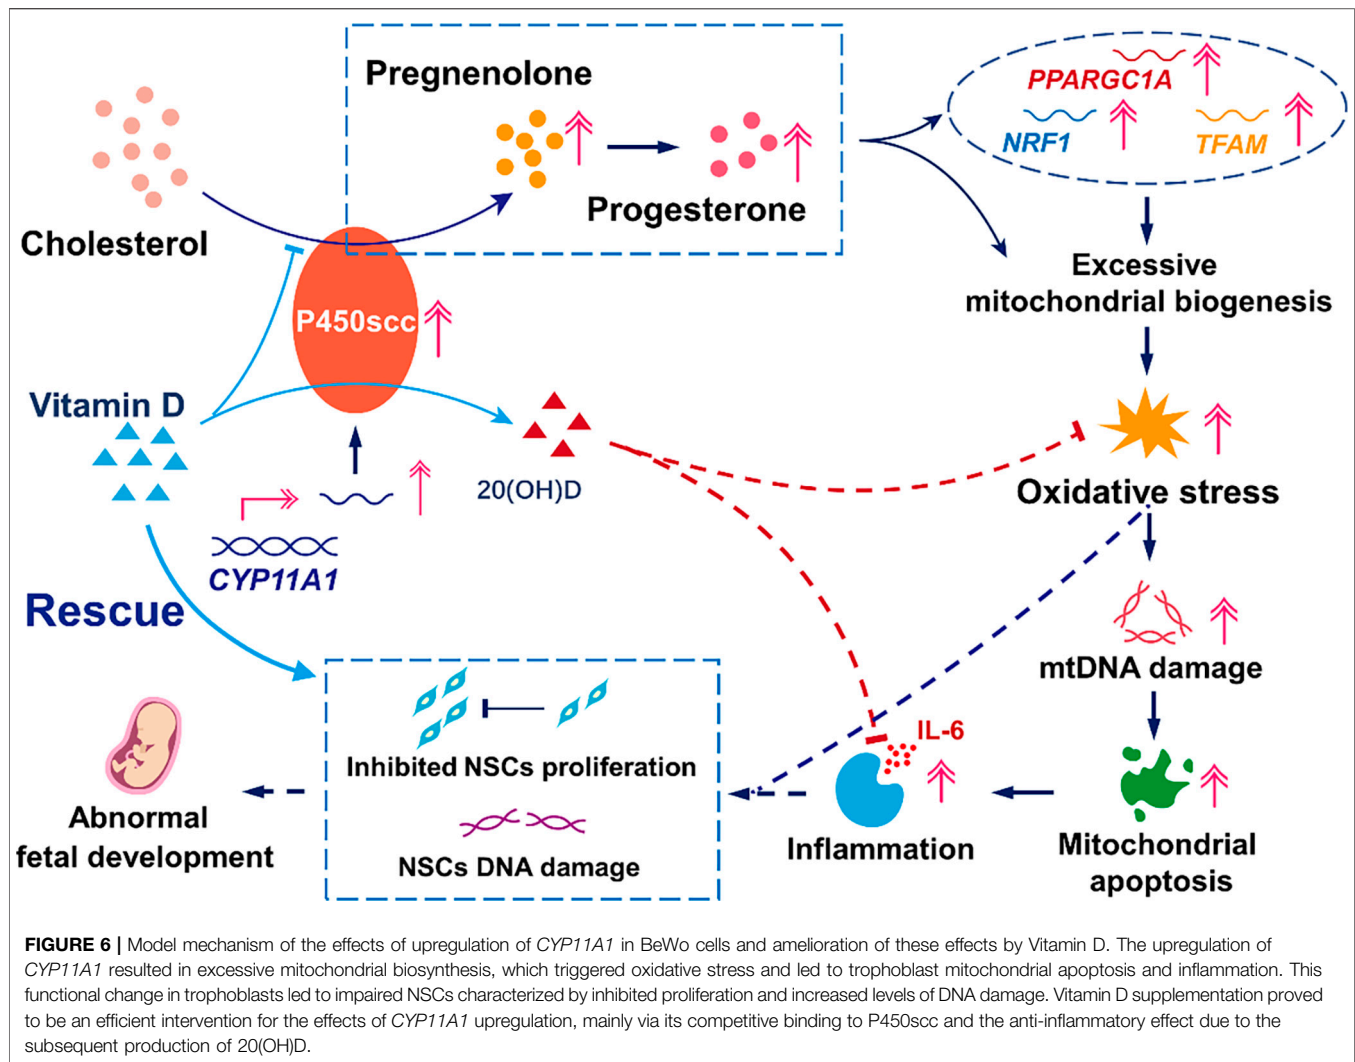 Pregnenolone
PPARGC1A
NRF1
TFAM
Cholesterol
Progesterone
Excessive
mitochondrial biogenesis
P450scc
Vitamin D
20(OH)D
Oxidative stress
CYP11A1
Rescue
mtDNA damage
IL-6
Inhibited NSCs proliferation
Abnormal
fetal development
NSCs DNA damage
Inflammation
Mitochondrial
apoptosis
FIGURE 6 | Model mechanism of the effects of upregulation of CYP11A1 in BeWo cells and amelioration of these effects by Vitamin D. The upregulation of
CYP11A1 resulted in excessive mitochondrial biosynthesis, which triggered oxidative stress and led to trophoblast mitochondrial apoptosis and inflammation. This
functional change in trophoblasts led to impaired NSCs characterized by inhibited proliferation and increased levels of DNA damage. Vitamin D supplementation proved
to be an efficient intervention for the effects of CYP11A1 upregulation, mainly via its competitive binding to P450scc and the anti-inflammatory effect due to the
subsequent production of 20(OH)D.